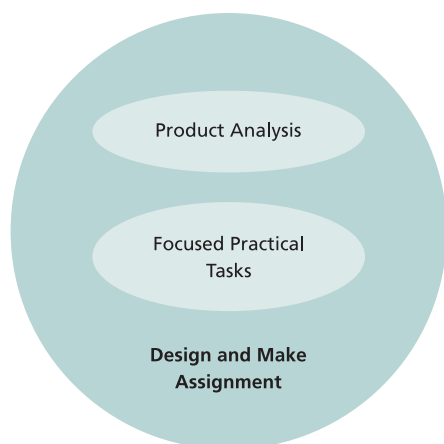 Product Analysis
Focused Practical
Tasks
Design and Make
Assignment